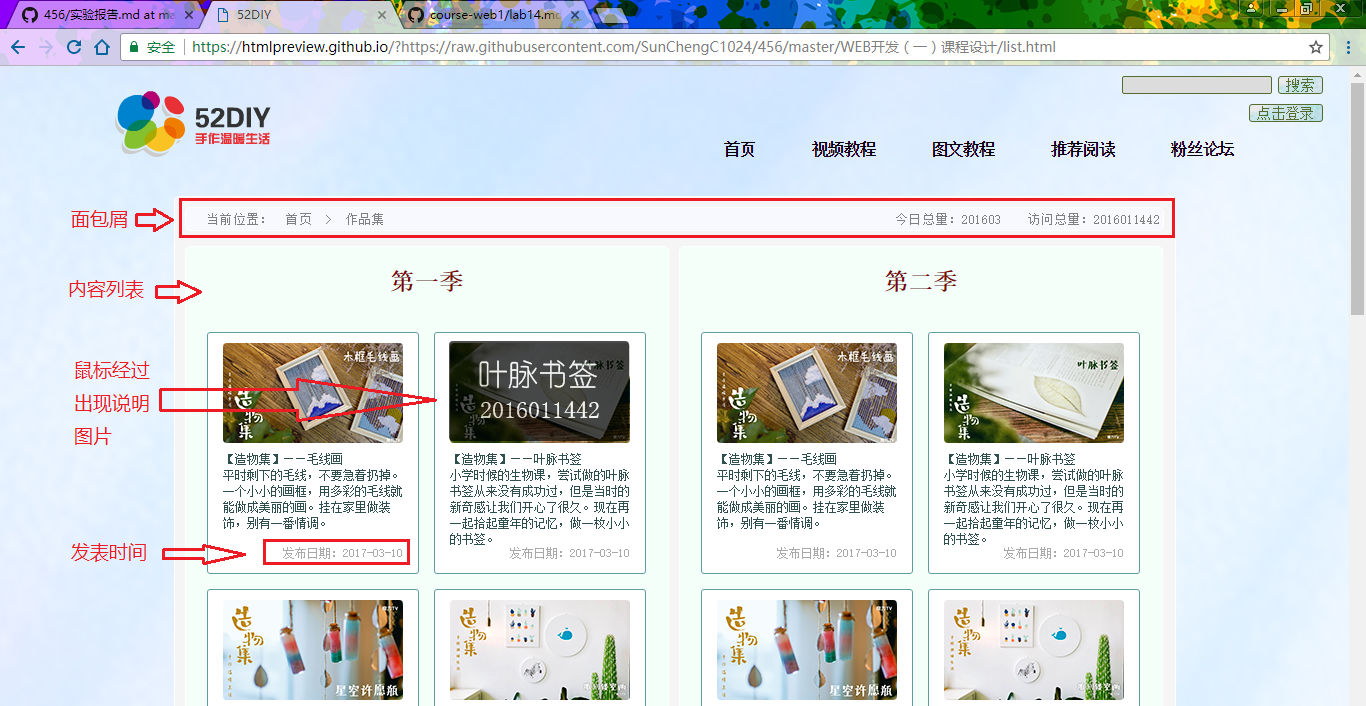 456/实验报告.md at ma
52DIY
course-web1/lab14.md
安全
https://htmlpreview.github.io/?https://raw.githubusercontent.com/SunChengC1024/456/master/WEB开发（一）课程设计/list.html
搜索
点击登录
52DIY
手作温暖生活
首页 视频教程 图文教程 推荐阅读 粉丝论坛
面包屑
当前位置： 首页 > 作品集 今日总量：201603 访问总量：2016011442
内容列表
第一季
第二季
鼠标经过
出现说明
图片
木框毛线画
造物集
【造物集】——毛线画
平时剩下的毛线，不要急着扔掉。
一个小小的画框，用多彩的毛线就
能做成美丽的画。挂在家里做装
饰，别有一番情调。
发表时间
发布日期：2017-03-10
叶脉书签
2016011442
造物集
【造物集】——叶脉书签
小学时候的生物课，尝试做的叶脉
书签从来没有成功过，但是当时的
新奇感让我们开心了很久。现在再
一起拾起童年的记忆，做一枚小小
的书签。
发布日期：2017-03-10
木框毛线画
造物集
【造物集】——毛线画
平时剩下的毛线，不要急着扔掉。
一个小小的画框，用多彩的毛线就
能做成美丽的画。挂在家里做装
饰，别有一番情调。
发布日期：2017-03-10
叶脉书签
造物集
【造物集】——叶脉书签
小学时候的生物课，尝试做的叶脉
书签从来没有成功过，但是当时的
新奇感让我们开心了很久。现在再
一起拾起童年的记忆，做一枚小小
的书签。
发布日期：2017-03-10
造物集
星空许愿瓶
造物集
造物集
星空许愿瓶
造物集